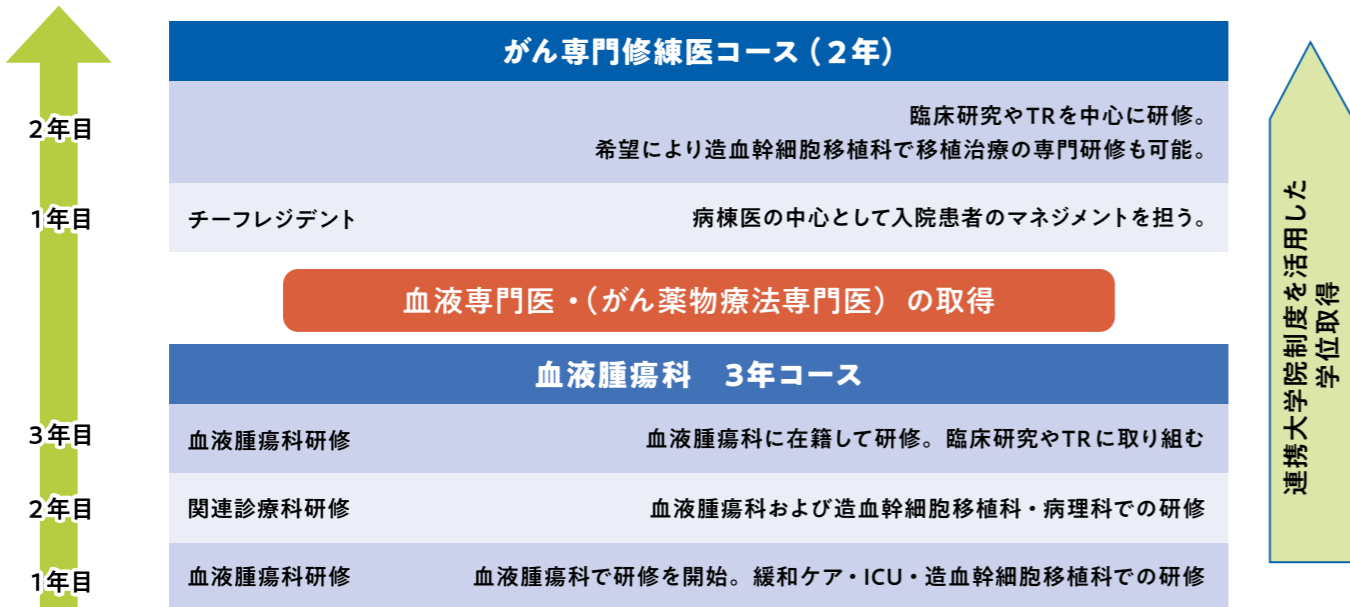 がん専門修練医コース（2年）
2年目
臨床研究やTRを中心に研修。
希望により造血幹細胞移植科で移植治療の専門研修も可能。
1年目 チーフレジデント 病棟医の中心として入院患者のマネジメントを担う。
血液専門医・（がん薬物療法専門医）の取得
血液腫瘍科　3年コース
3年目 血液腫瘍科研修 血液腫瘍科に在籍して研修。臨床研究やTRに取り組む
2年目 関連診療科研修 血液腫瘍科および造血幹細胞移植科・病理科での研修
1年目 血液腫瘍科研修 血液腫瘍科で研修を開始。緩和ケア・ICU・造血幹細胞移植科での研修
連携大学院制度を活用した
学位取得